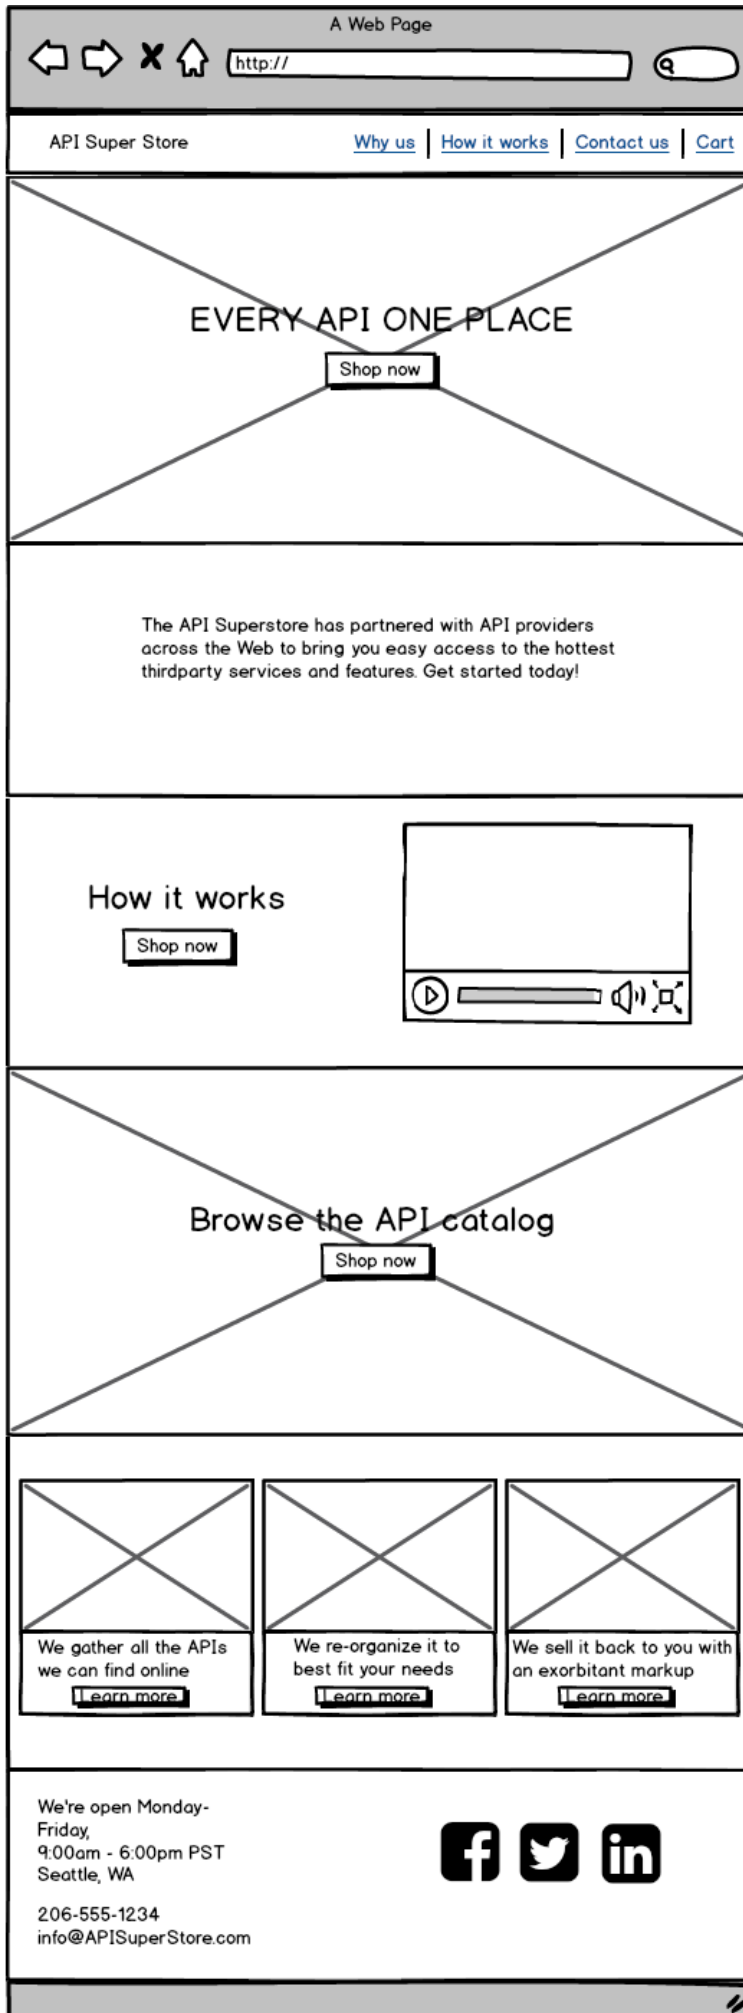 A Web Page
http://
API Super Store
Why us | How it works | Contact us | Cart
EVERY API ONE PLACE
Shop now
The API Superstore has partnered with API providers
across the Web to bring you easy access to the hottest
thirdparty services and features. Get started today!
How it works
Shop now
Browse the API catalog
Shop now
We gather all the APIs
we can find online
Learn more
We re-organize it to
best fit your needs
Learn more
We sell it back to you with
an exorbitant markup
Learn more
We're open Monday-
Friday,
9:00am - 6:00pm PST
Seattle, WA
206-555-1234
info@APISuperStore.com